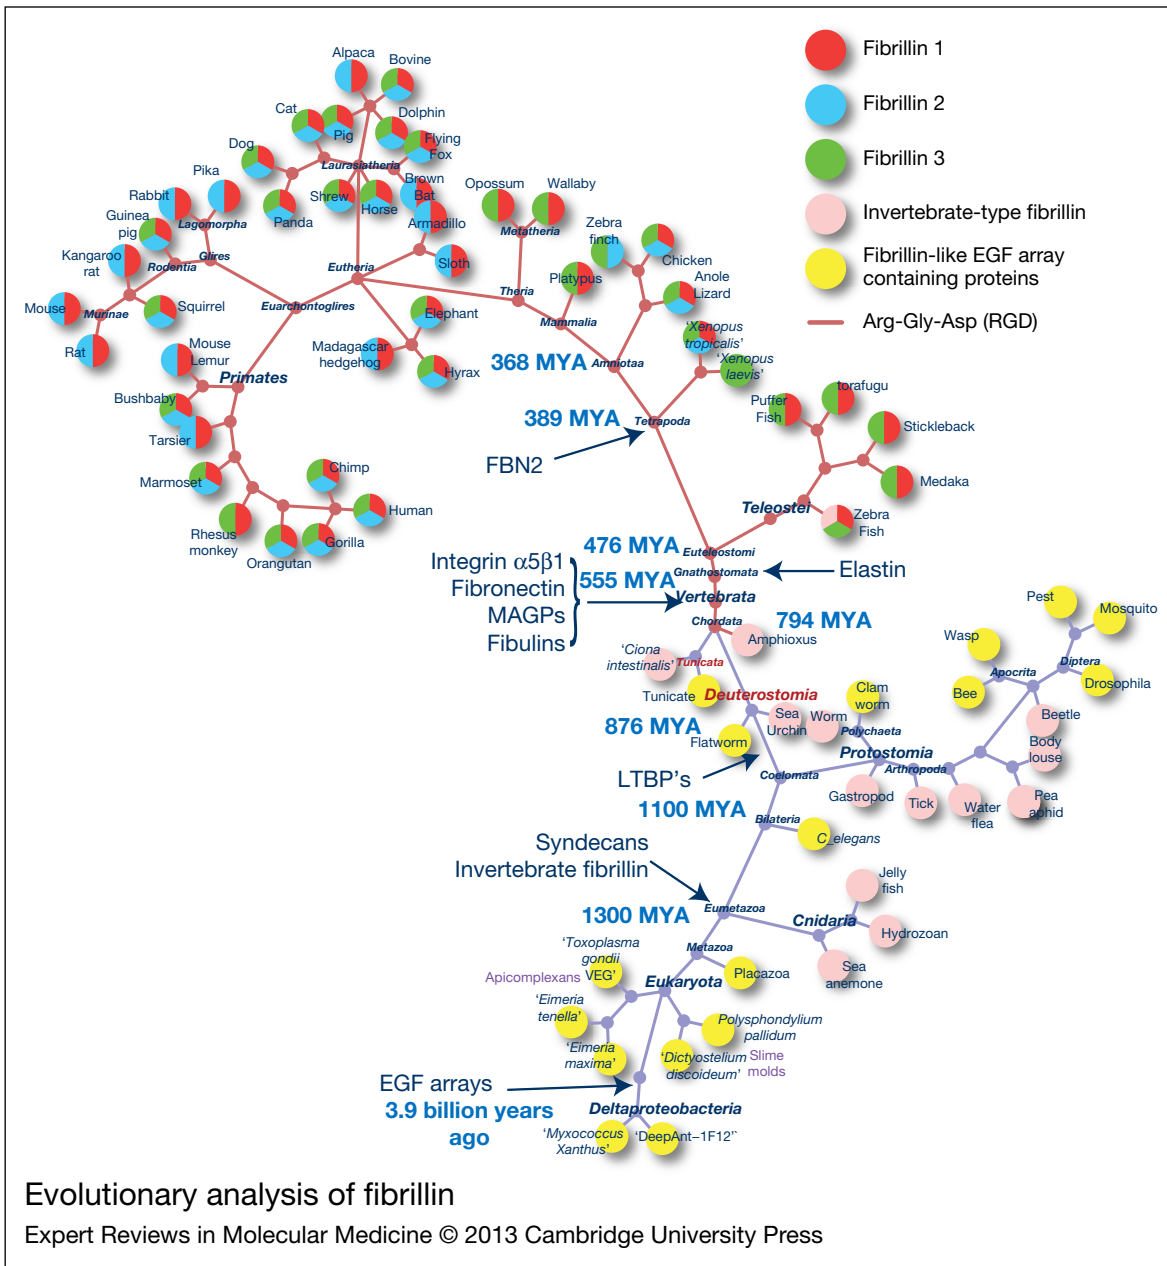 Fibrillin 1
Fibrillin 2
Fibrillin 3
Invertebrate-type fibrillin
Fibrillin-like EGF array
containing proteins
Arg-Gly-Asp (RGD)
Alpaca
Bovine
Cat
Pig
Dolphin
Dog
Flying
Fox
Laurasiatheria
Pika
Shrew
Horse
Brown
Bat
Rabbit
Panda
Armadillo
Lagomorpha
Guinea
pig
Opossum
Wallaby
Metatheria
Zebra
finch
Chicken
Kangaroo
rat
Rodentia
Glires
Eutheria
Sloth
Theria
Platypus
Anole
Lizard
Mouse
Murinae
Squirrel
Euarchontoglires
Elephant
Mammalia
'Xenopus
tropicalis'
Rat
Mouse
Lemur
Madagascar
hedgehog
Hyrax
368 MYA
Amniotaa
'Xenopus
laevis'
Primates
Bushbaby
Tarsier
389 MYA
Tetrapoda
Puffer
Fish
torafugu
Stickleback
FBN2
Marmoset
Chimp
Medaka
Human
Rhesus
monkey
Orangutan
Gorilla
Teleostei
Zebra
Fish
476 MYA
Euteleostomi
Integrin α5β1
Fibronectin
MAGPs
Fibulins
555 MYA
Gnathostomata
Elastin
Vertebrata
Chordata
794 MYA
Amphioxus
'Ciona
intestinalis'
Tunicata
Tunicate
Deuterostomia
876 MYA
Flatworm
Sea
Urchin
Worm
Clam
worm
Polychaeta
Pest
Mosquito
Wasp
Apocrita
Diptera
Bee
Drosophila
Beetle
Body
louse
Protostomia
Arthropoda
LTBP's
Coelomata
Gastropod
Tick
Water
flea
Pea
aphid
1100 MYA
Bilateria
C_elegans
Syndecans
Invertebrate fibrillin
1300 MYA
Eumetazoa
Cnidaria
Jelly
fish
Hydrozoan
Sea
anemone
Metazoa
Placazoa
'Toxoplasma
gondii
VEG'
Apicomplexans
Eukaryota
'Eimeria
tenella'
'Eimeria
maxima'
Polysphondylium
pallidum
'Dictyostelium
discoideum'
Slime
molds
EGF arrays
3.9 billion years
ago
Deltaproteobacteria
'Myxococcus
Xanthus'
'DeepAnt–1F12'`
Evolutionary analysis of fibrillin
Expert Reviews in Molecular Medicine © 2013 Cambridge University Press